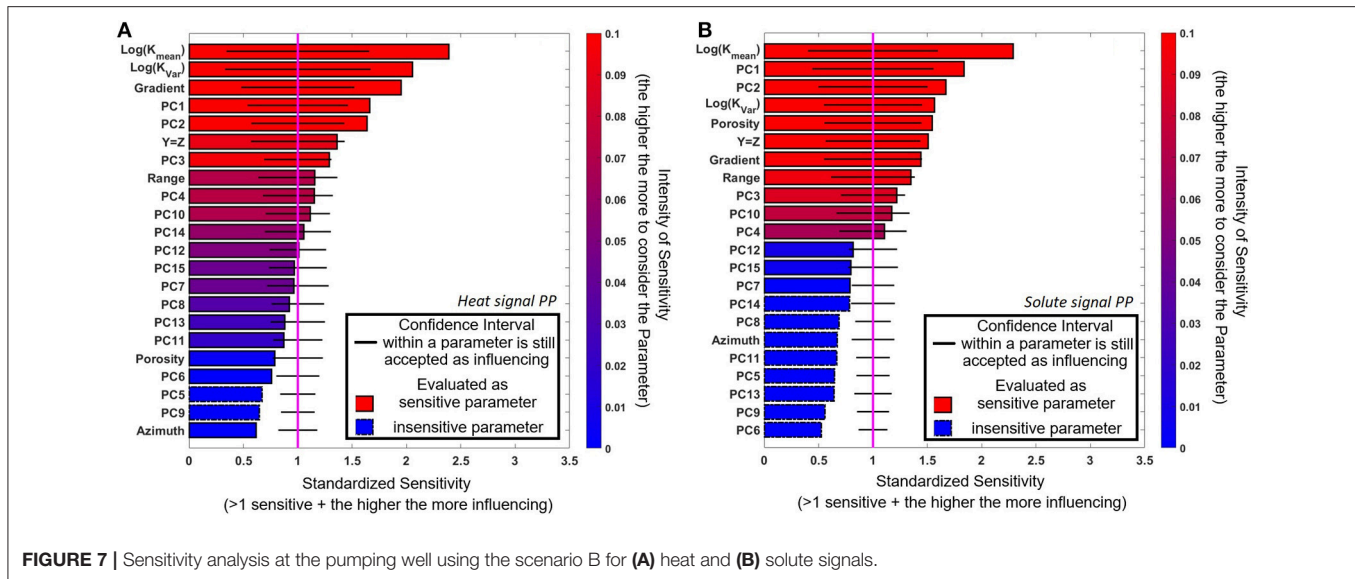 A
Log(Kmean)
Log(KVar)
Gradient
PC1
PC2
Y=Z
PC3
Range
PC4
PC10
PC14
PC12
PC15
PC7
PC8
PC13
PC11
Porosity
PC6
PC5
PC9
Azimuth
0 0.5 1 1.5 2 2.5 3 3.5
Standardized Sensitivity
(>1 sensitive + the higher the more influencing)
Heat signal PP
Confidence Interval
within a parameter is still
accepted as influencing
Evaluated as
sensitive parameter
insensitive parameter
0.1
0.09
0.08
0.07
0.06
0.05
0.04
0.03
0.02
0.01
0
Intensity of Sensitivity
(the higher the more to consider the Parameter)
B
Log(Kmean)
PC1
PC2
Log(KVar)
Porosity
Y=Z
Gradient
Range
PC3
PC10
PC4
PC12
PC15
PC7
PC14
PC8
Azimuth
PC11
PC5
PC13
PC9
PC6
0 0.5 1 1.5 2 2.5 3 3.5
Standardized Sensitivity
(>1 sensitive + the higher the more influencing)
Solute signal PP
Confidence Interval
within a parameter is still
accepted as influencing
Evaluated as
sensitive parameter
insensitive parameter
0.1
0.09
0.08
0.07
0.06
0.05
0.04
0.03
0.02
0.01
0
Intensity of Sensitivity
(the higher the more to consider the Parameter)
FIGURE 7 | Sensitivity analysis at the pumping well using the scenario B for (A) heat and (B) solute signals.